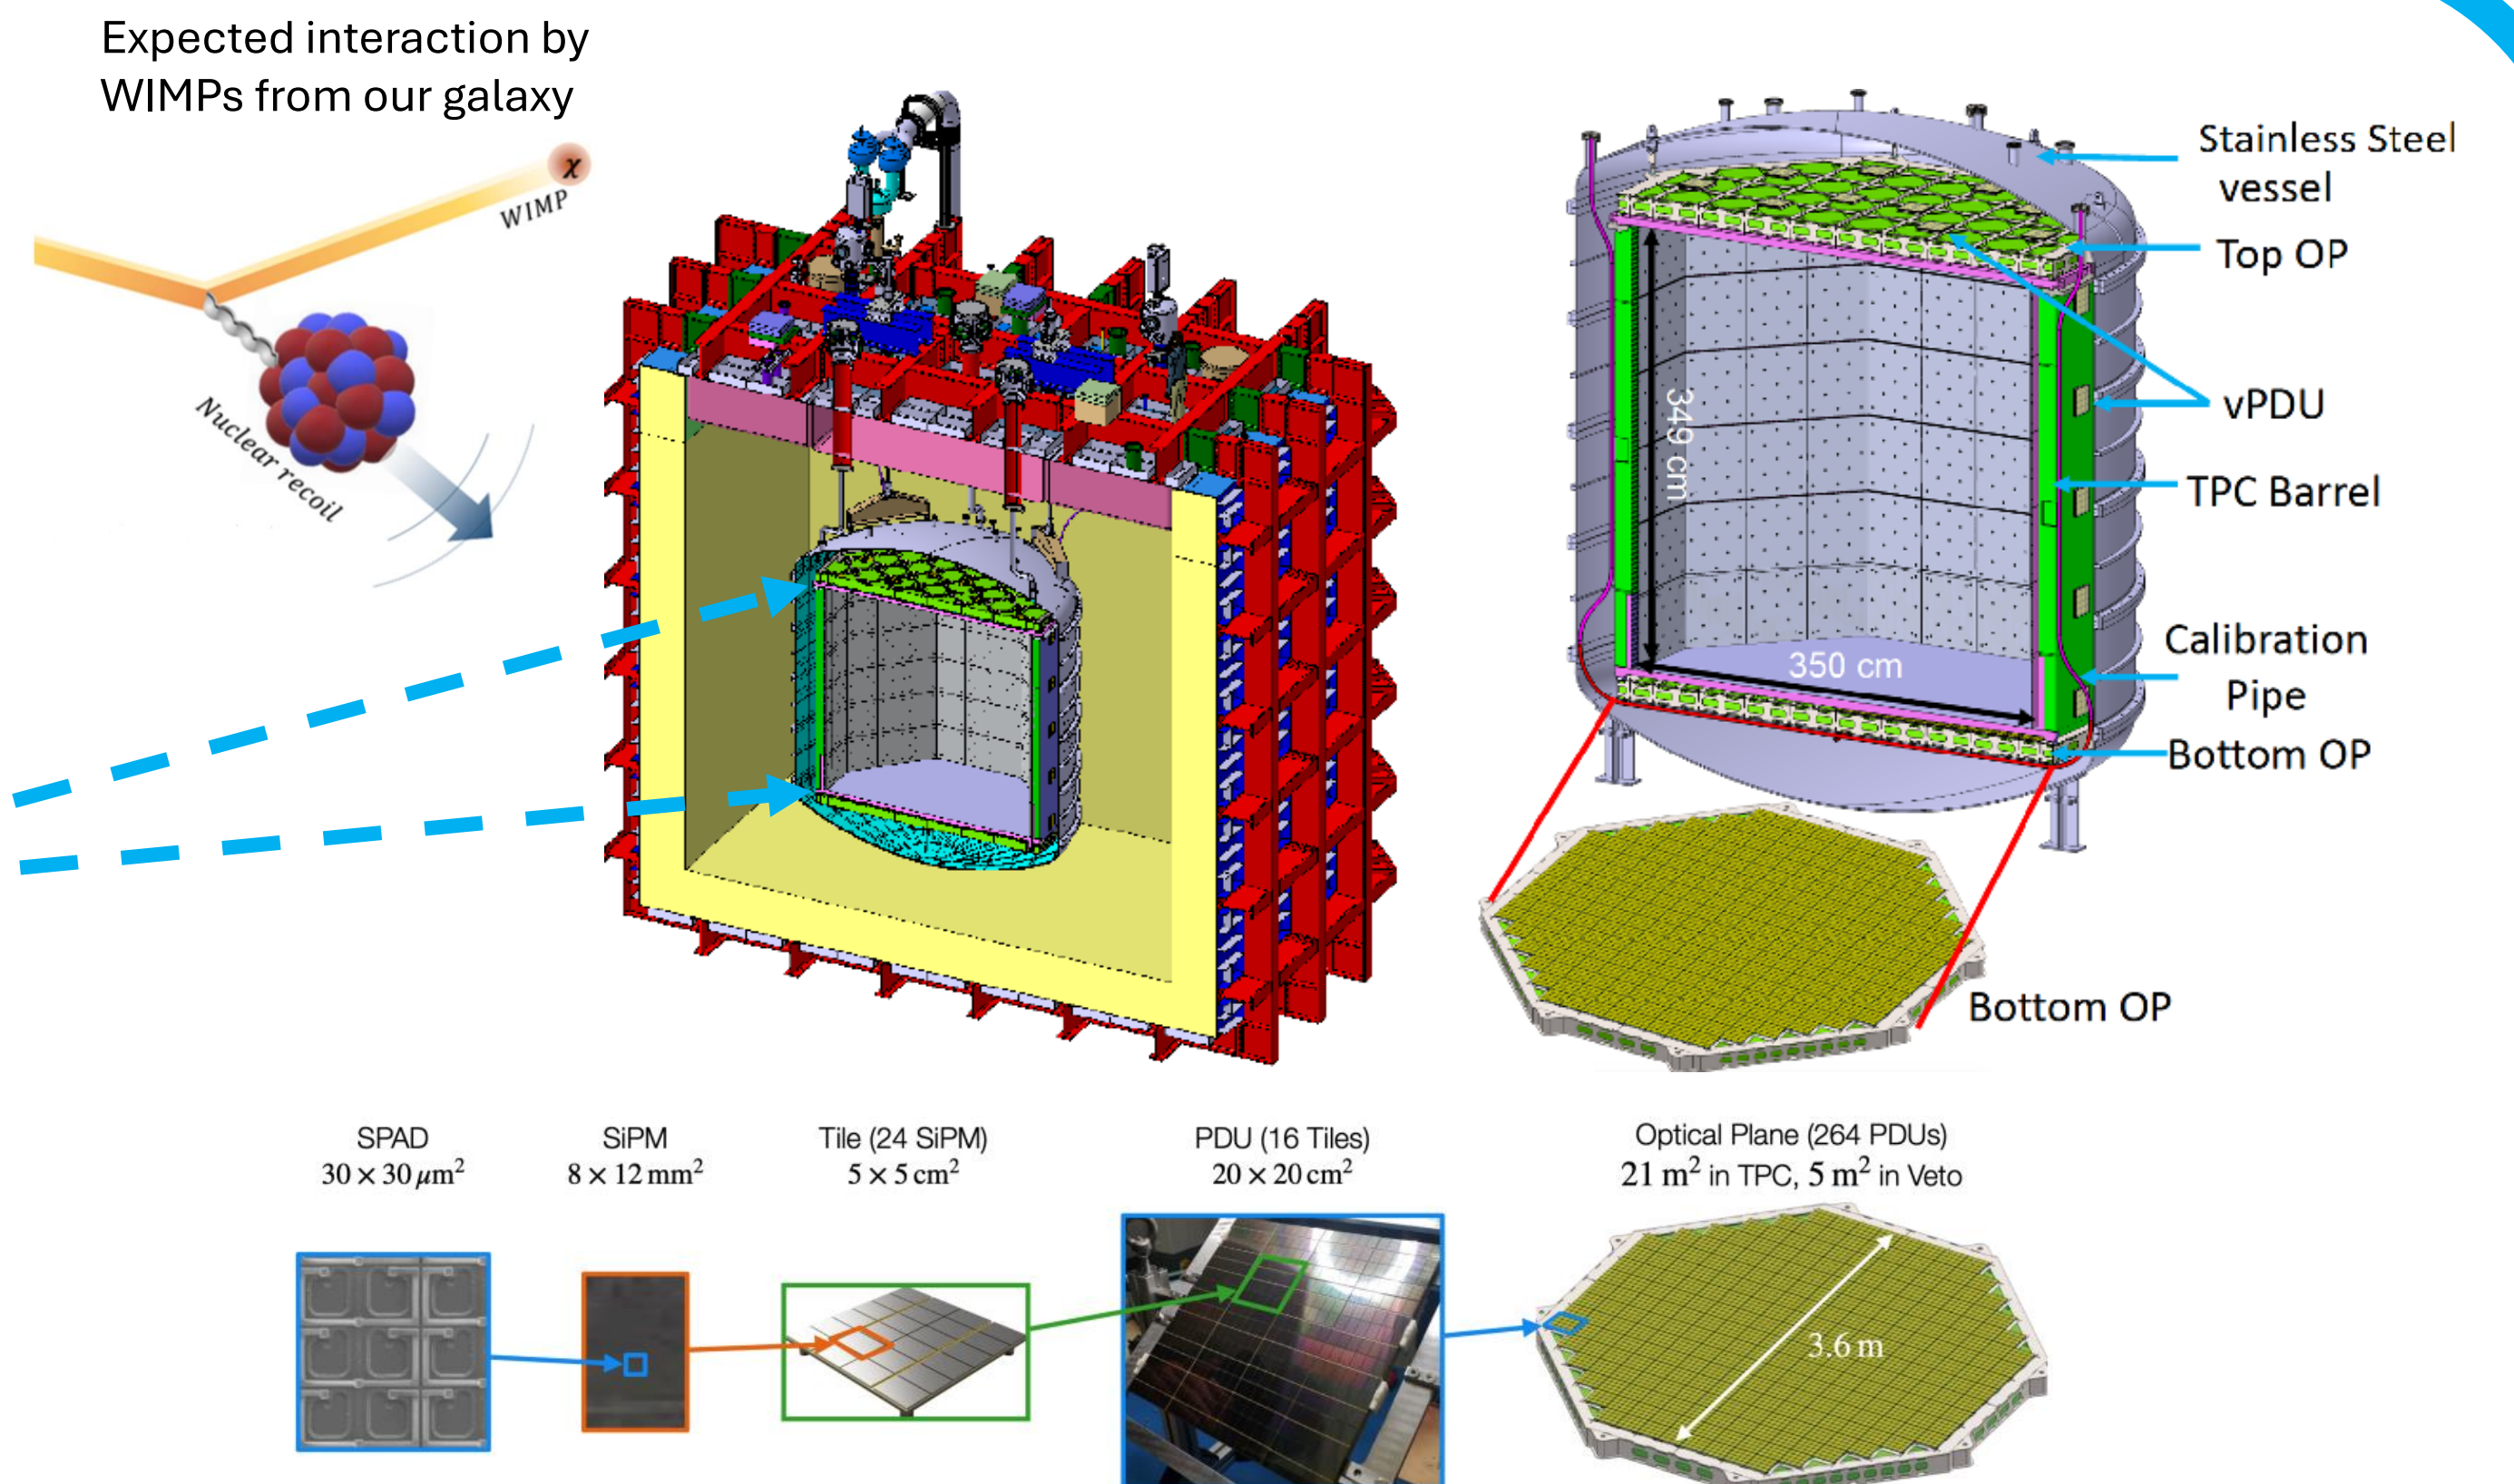 Expected interaction by
WIMPs from our galaxy
χ
WIMP
Nuclear recoil
Stainless Steel
vessel
Top OP
vPDU
TPC Barrel
Calibration
Pipe
Bottom OP
349 cm
350 cm
Bottom OP
SPAD
30 × 30 μm²
SiPM
8 × 12 mm²
Tile (24 SiPM)
5 × 5 cm²
PDU (16 Tiles)
20 × 20 cm²
Optical Plane (264 PDUs)
21 m² in TPC, 5 m² in Veto
3.6 m